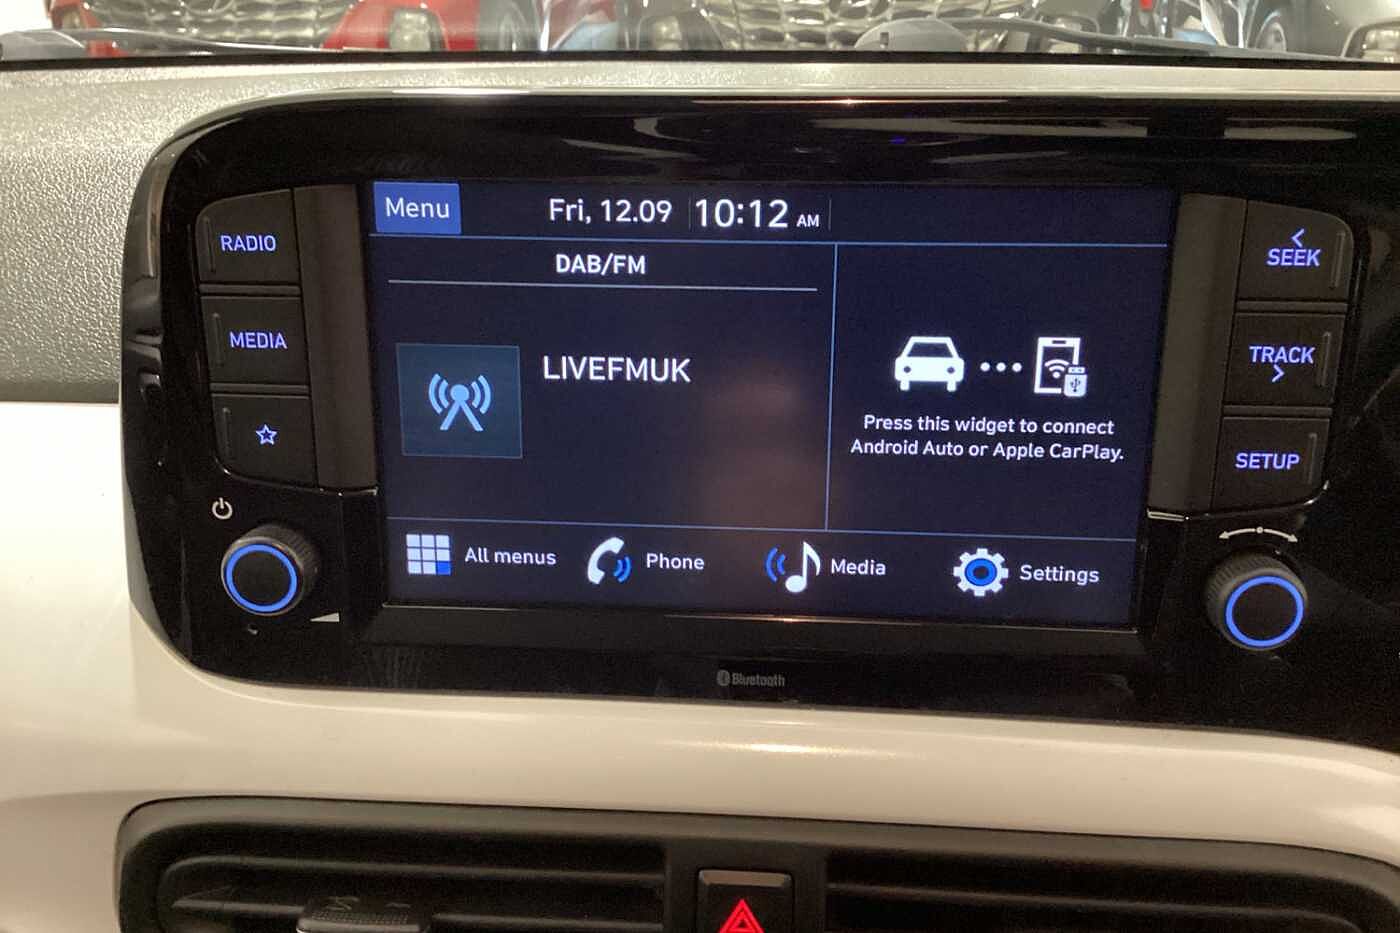 Menu
Fri, 12.09
10:12 AM
DAB/FM
LIVEFMUK
Press this widget to connect
Android Auto or Apple CarPlay.
All menus
Phone
Media
Settings
RADIO
MEDIA
<
SEEK
TRACK
>
SETUP
Bluetooth